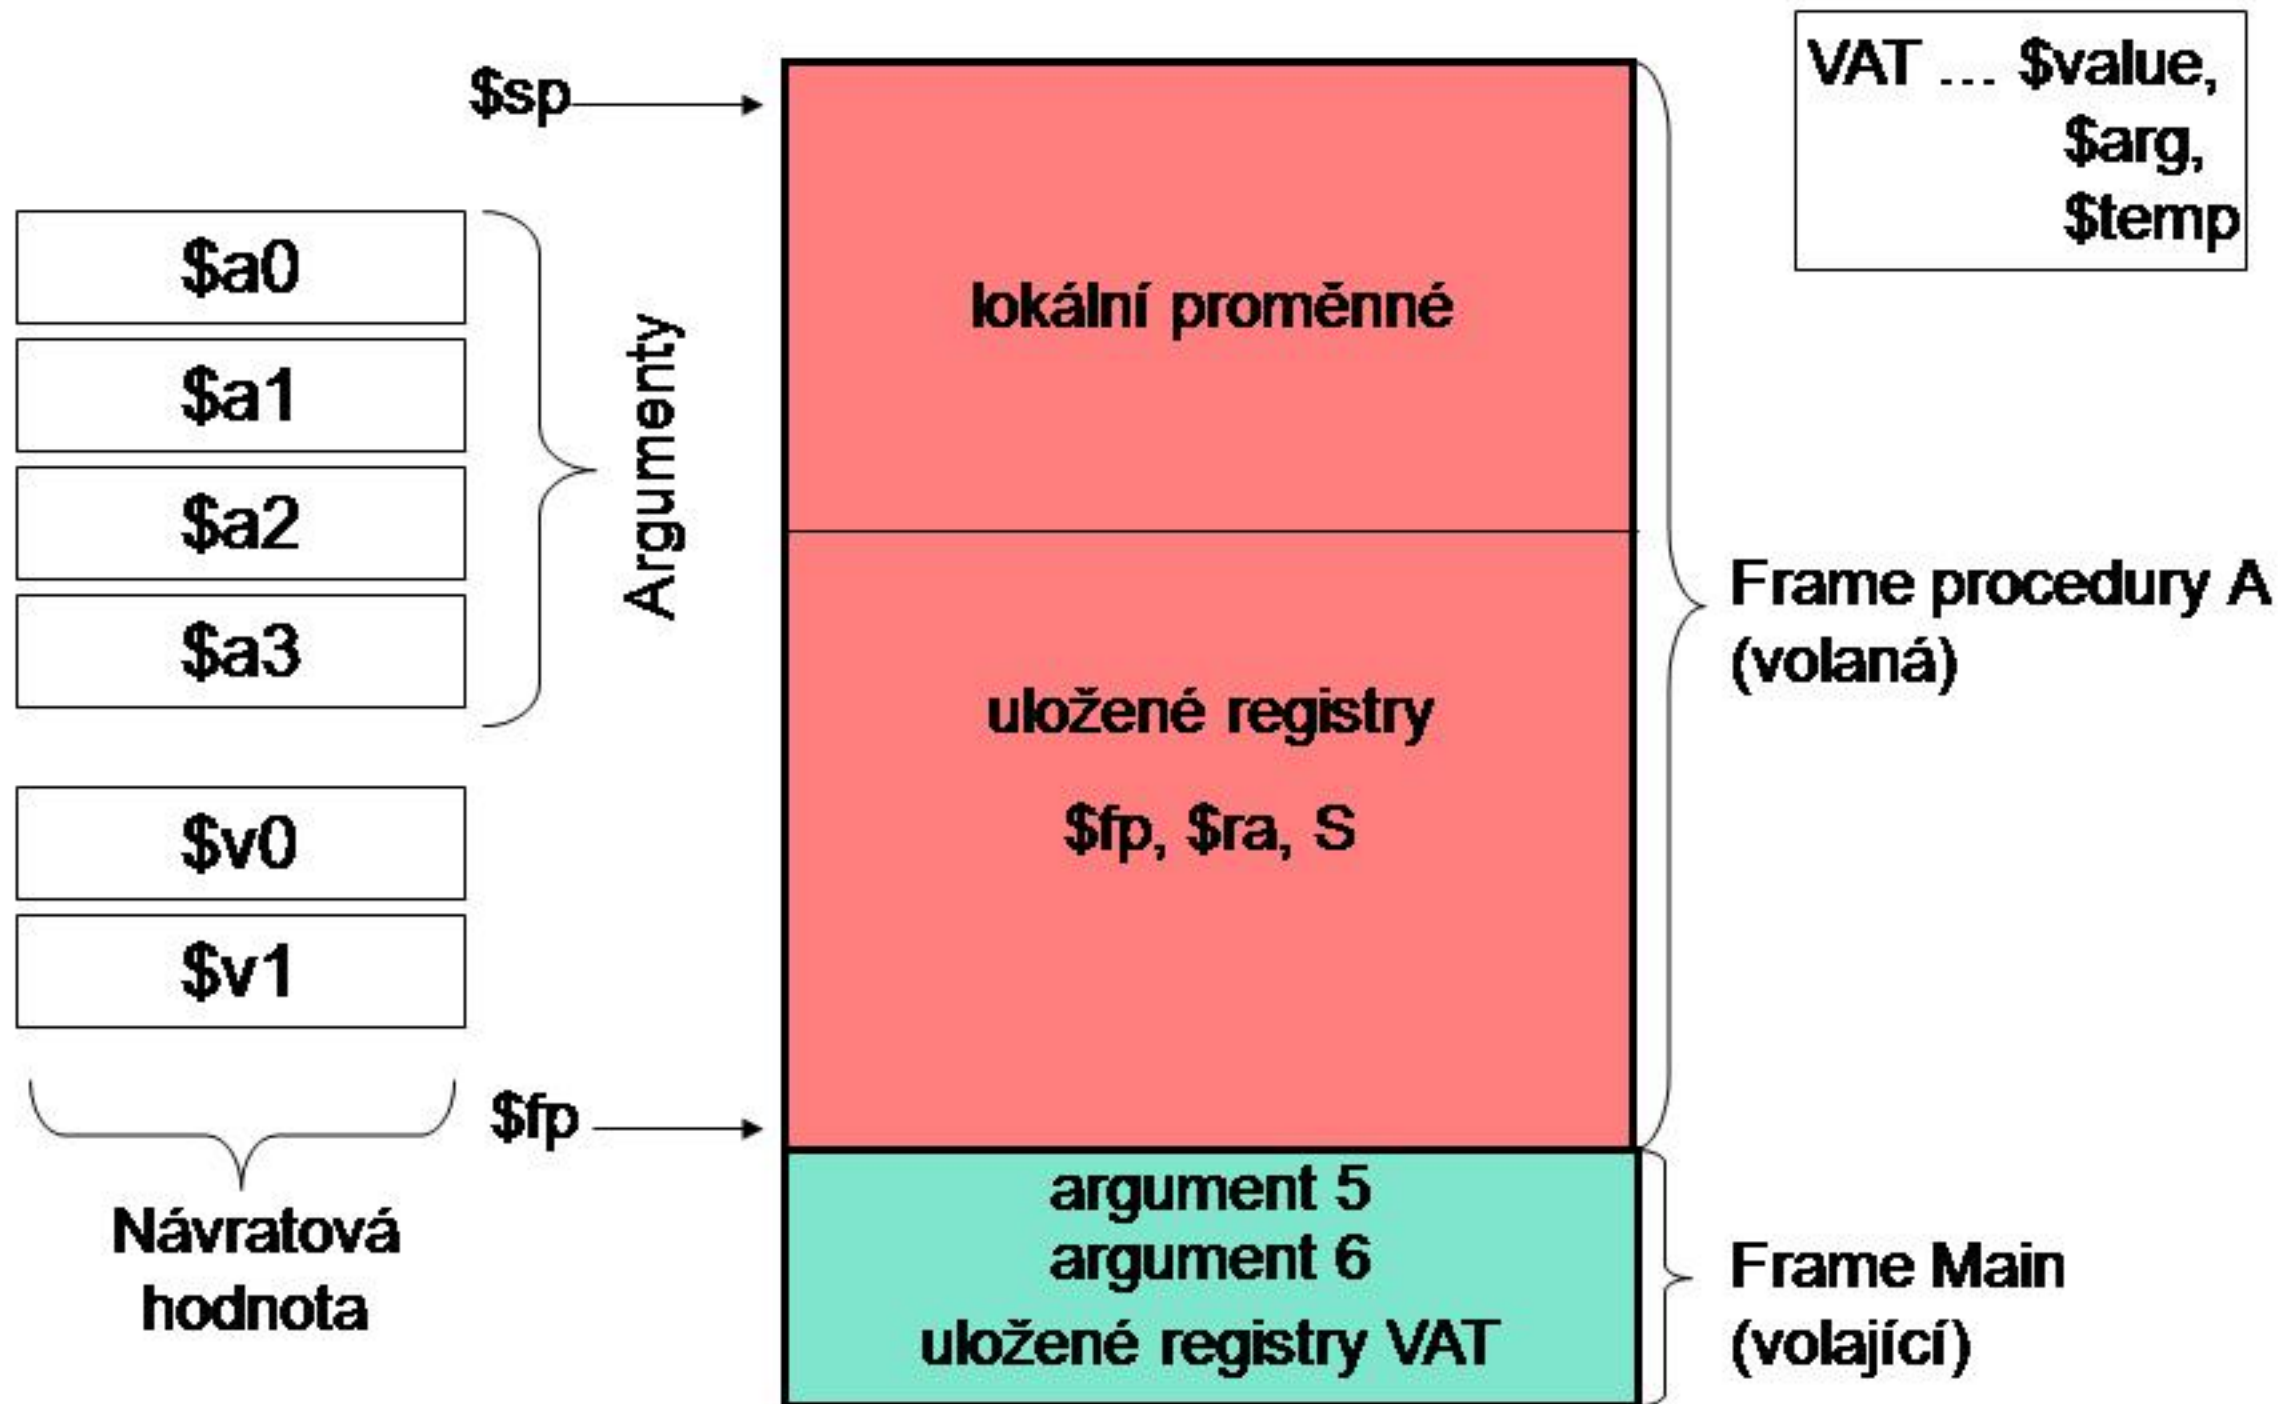 $sp
$a0
$a1
$a2
$a3
Argumenty
$v0
$v1
$fp
Návratová
hodnota
lokální proměnné
uložené registry
$fp, $ra, S
argument 5
argument 6
uložené registry VAT
VAT ... $value,
$arg,
$temp
Frame procedury A
(volaná)
Frame Main
(volající)